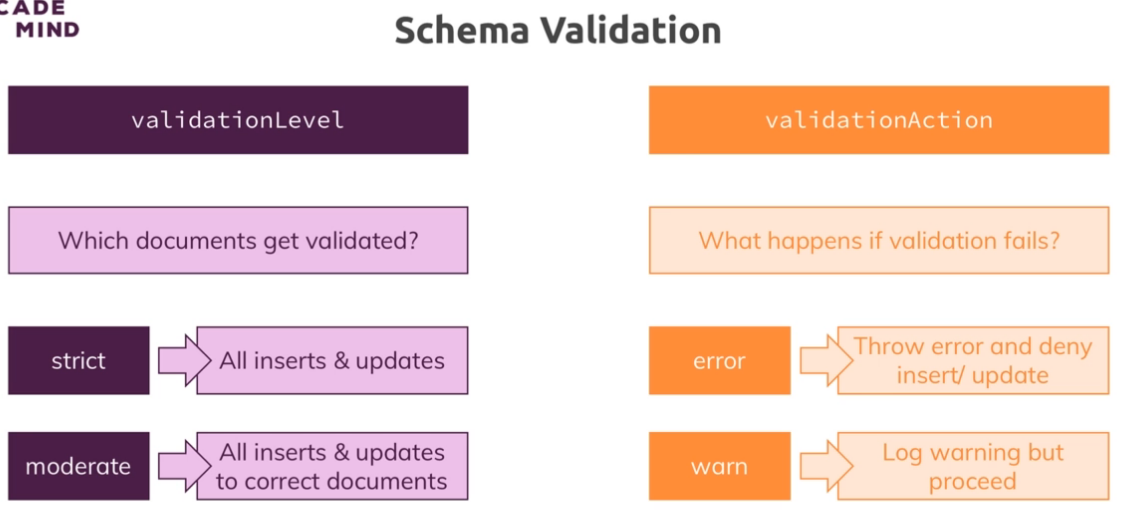 MIND
Schema Validation
validationLevel
Which documents get validated?
strict
All inserts & updates
moderate
All inserts & updates
to correct documents
validationAction
What happens if validation fails?
error
Throw error and deny
insert/ update
warn
Log warning but
proceed